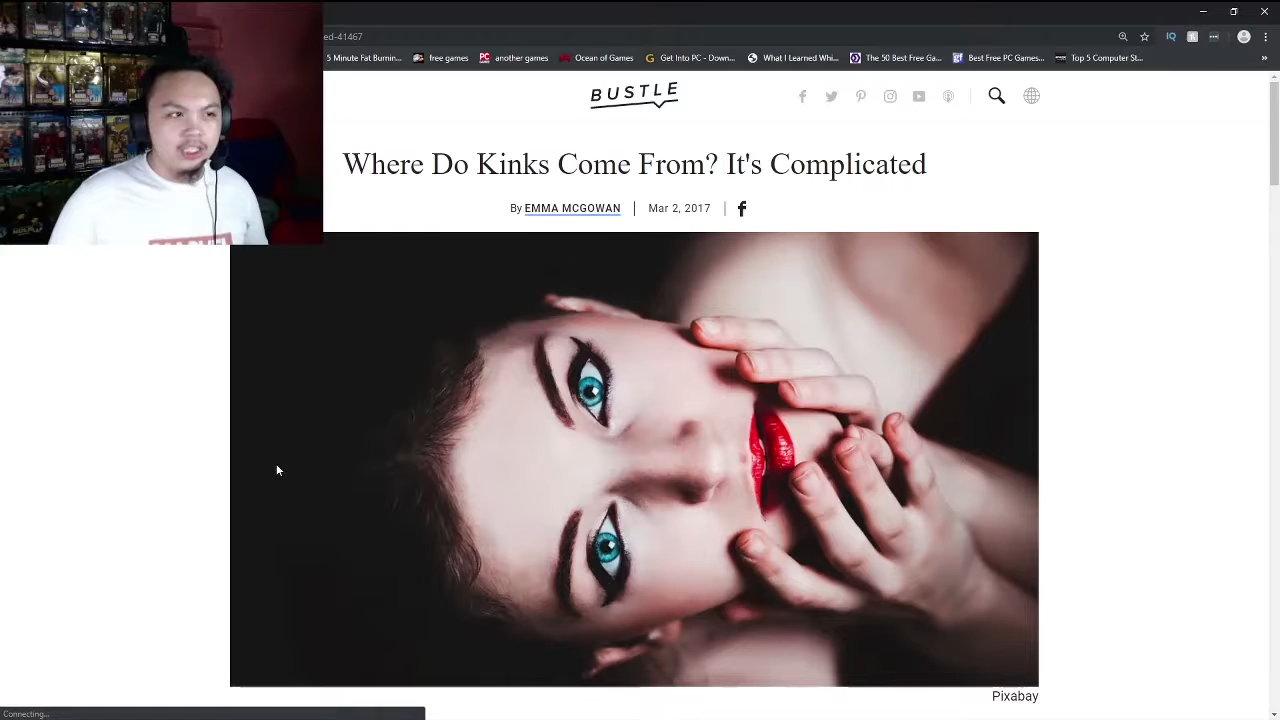 ed-41467
5 Minute Fat Burnin...
free games
another games
Ocean of Games
Get Into PC - Down...
What I Learned Whi...
The 50 Best Free Ga...
Best Free PC Games...
Top 5 Computer St...
»
BUSTLE
Where Do Kinks Come From? It's Complicated
By EMMA MCGOWAN | Mar 2, 2017 |
Pixabay
Connecting...